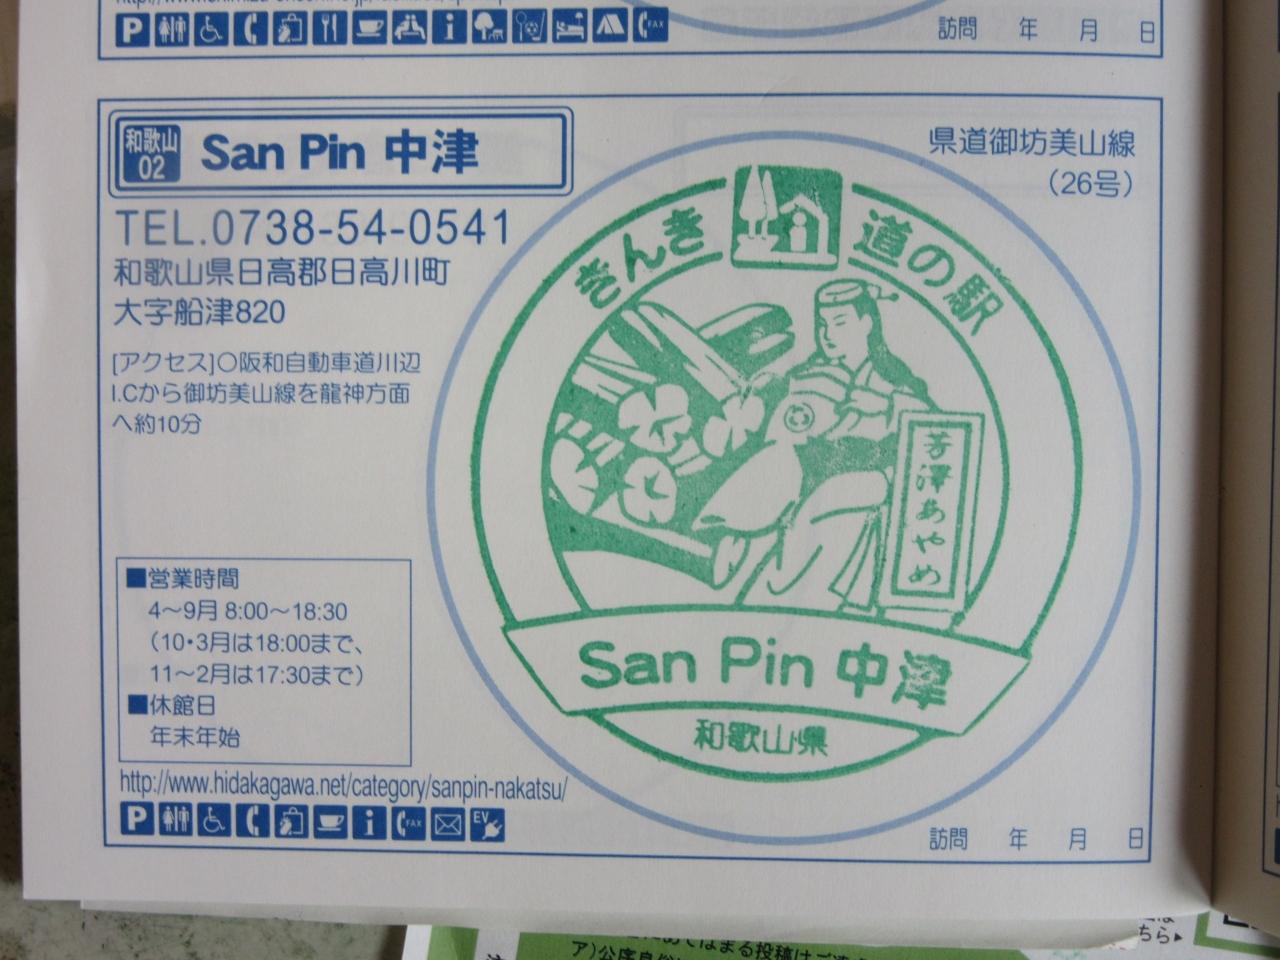 訪問 年 月 日
和歌山 02
San Pin 中津
県道御坊美山線
(26号)
TEL.0738-54-0541
和歌山県日高郡日高川町
大字船津820
[アクセス]○阪和自動車道川辺
I.Cから御坊美山線を龍神方面
へ約10分
■営業時間
4〜9月 8:00〜18:30
(10・3月は18:00まで、
11〜2月は17:30まで)
■休館日
年末年始
http://www.hidakagawa.net/category/sanpin-nakatsu/
P
i
FAX
EV
きんき 道の駅
芳澤あやめ
San Pin 中津
和歌山県
訪問 年 月 日